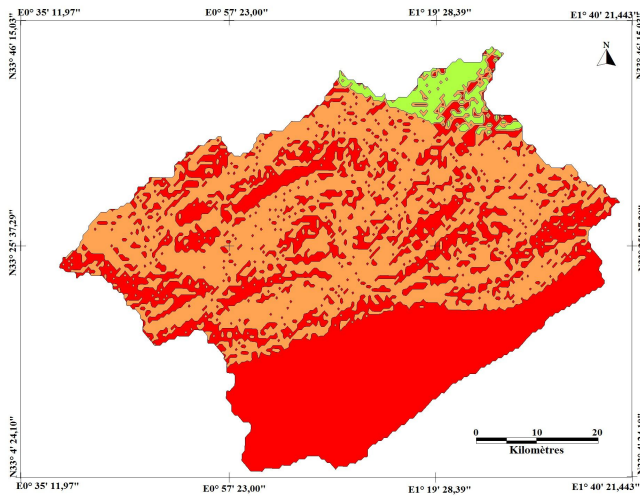 E0° 35' 11,97" E0° 57' 23,00" E1° 19' 28,39" E1° 40' 21,443"
N33° 46' 15,03"
N
N33° 25' 37,29"
N33° 4' 24,10"
0 10 20
Kilomètres
E0° 35' 11,97" E0° 57' 23,00" E1° 19' 28,39" E1° 40' 21,443"